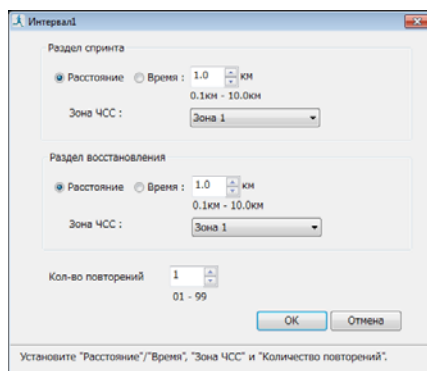 Интервал1
Раздел спринта
Расстояние Время : 1.0 км
0.1км - 10.0км
Зона ЧСС : Зона 1
Раздел восстановления
Расстояние Время : 1.0 км
0.1км - 10.0км
Зона ЧСС : Зона 1
Кол-во повторений 1
01 - 99
OK Отмена
Установите "Расстояние"/"Время", "Зона ЧСС" и "Количество повторений".